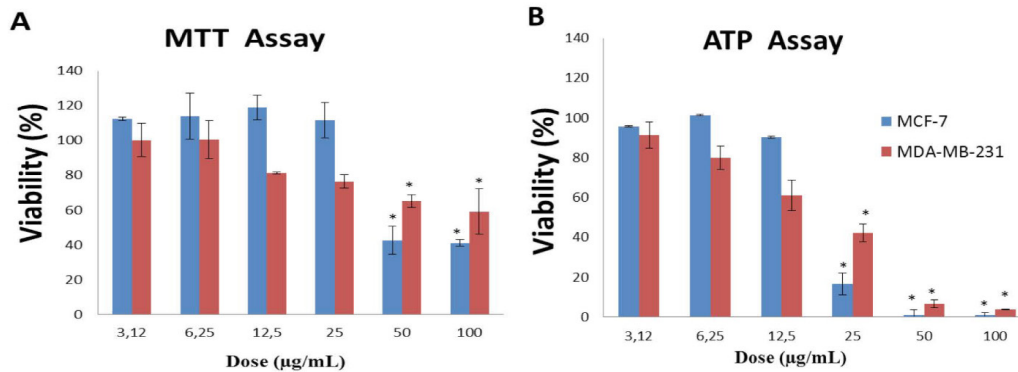 A
MTT Assay
Viability (%)
140
120
100
80
60
40
20
0
* * * *
3,12 6,25 12,5 25 50 100
Dose (µg/mL)
B
ATP Assay
Viability (%)
140
120
100
80
60
40
20
0
MCF-7
MDA-MB-231
* * * * * *
3,12 6,25 12,5 25 50 100
Dose (µg/mL)